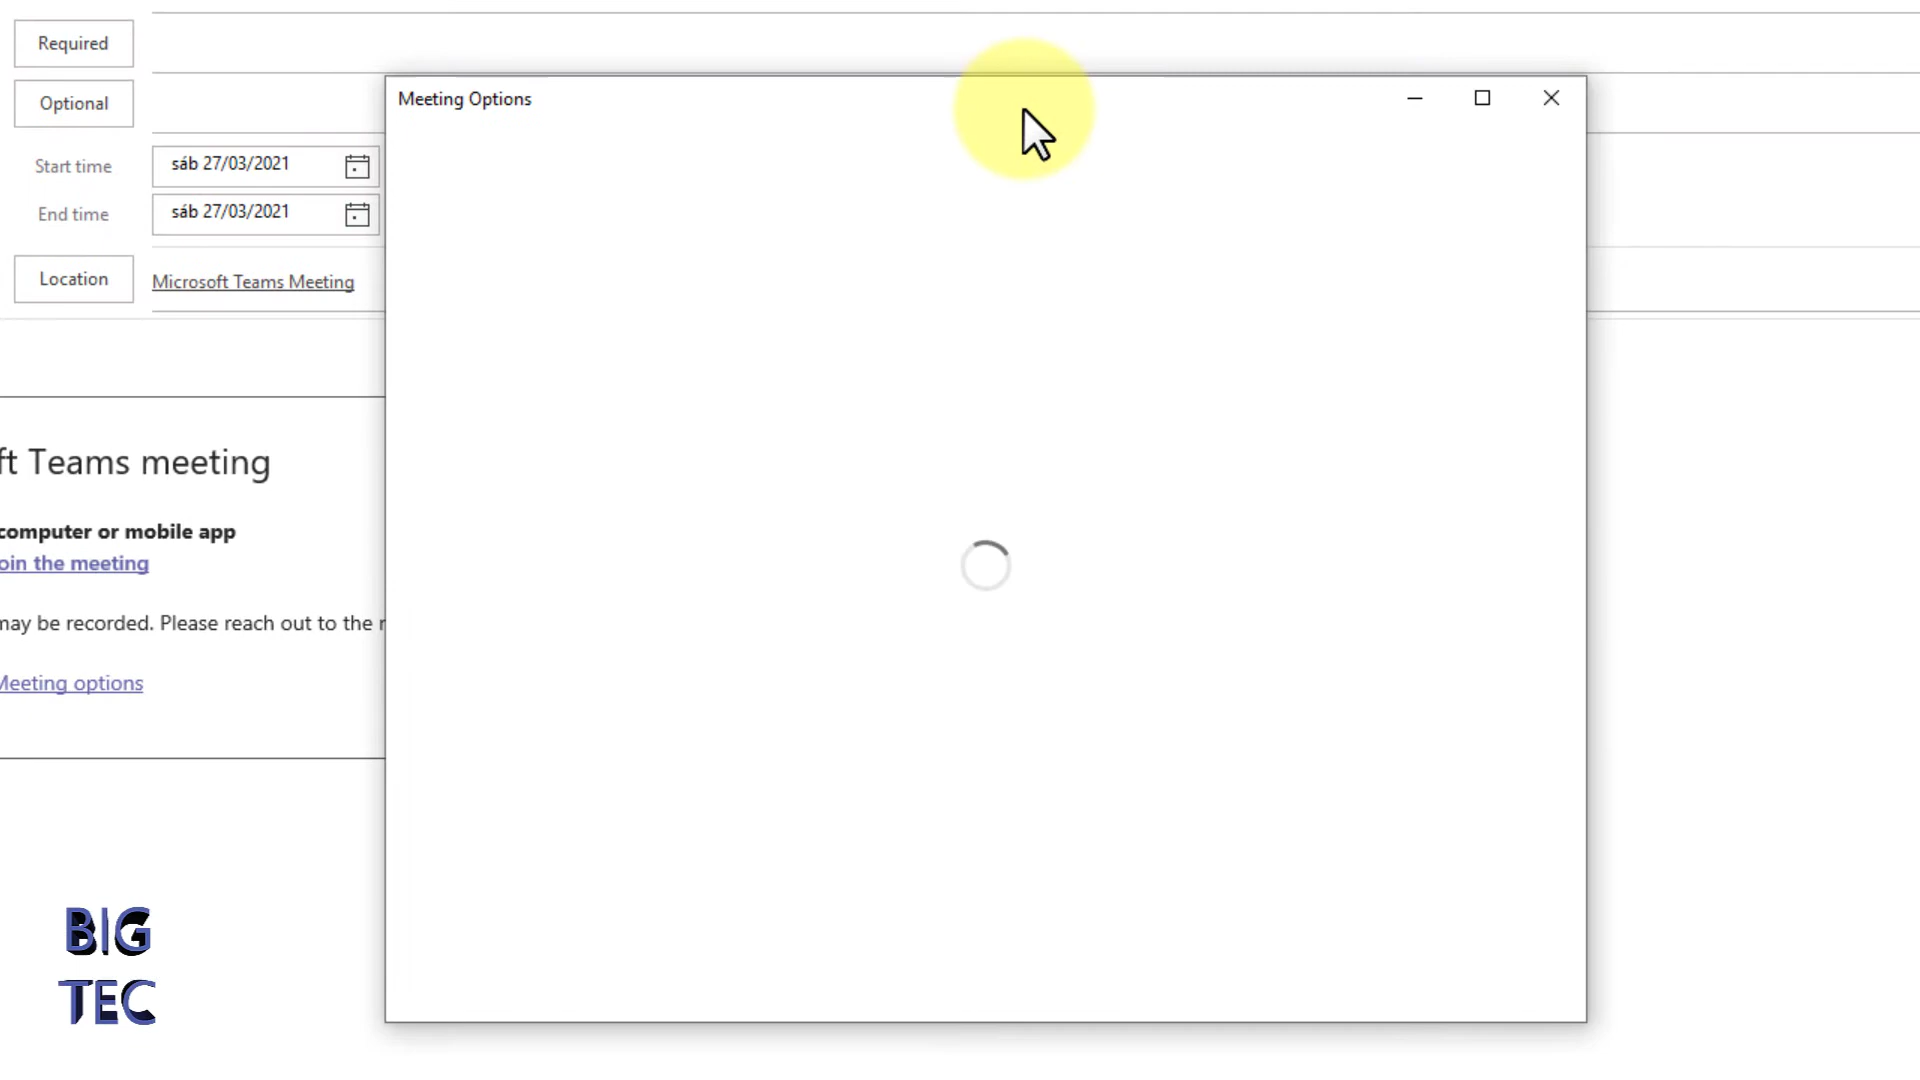 Required
Optional
Meeting Options
Start time
sáb 27/03/2021
End time
sáb 27/03/2021
Location
Microsoft Teams Meeting
ft Teams meeting
computer or mobile app
oin the meeting
may be recorded. Please reach out to the
Meeting options
BIG
TEC